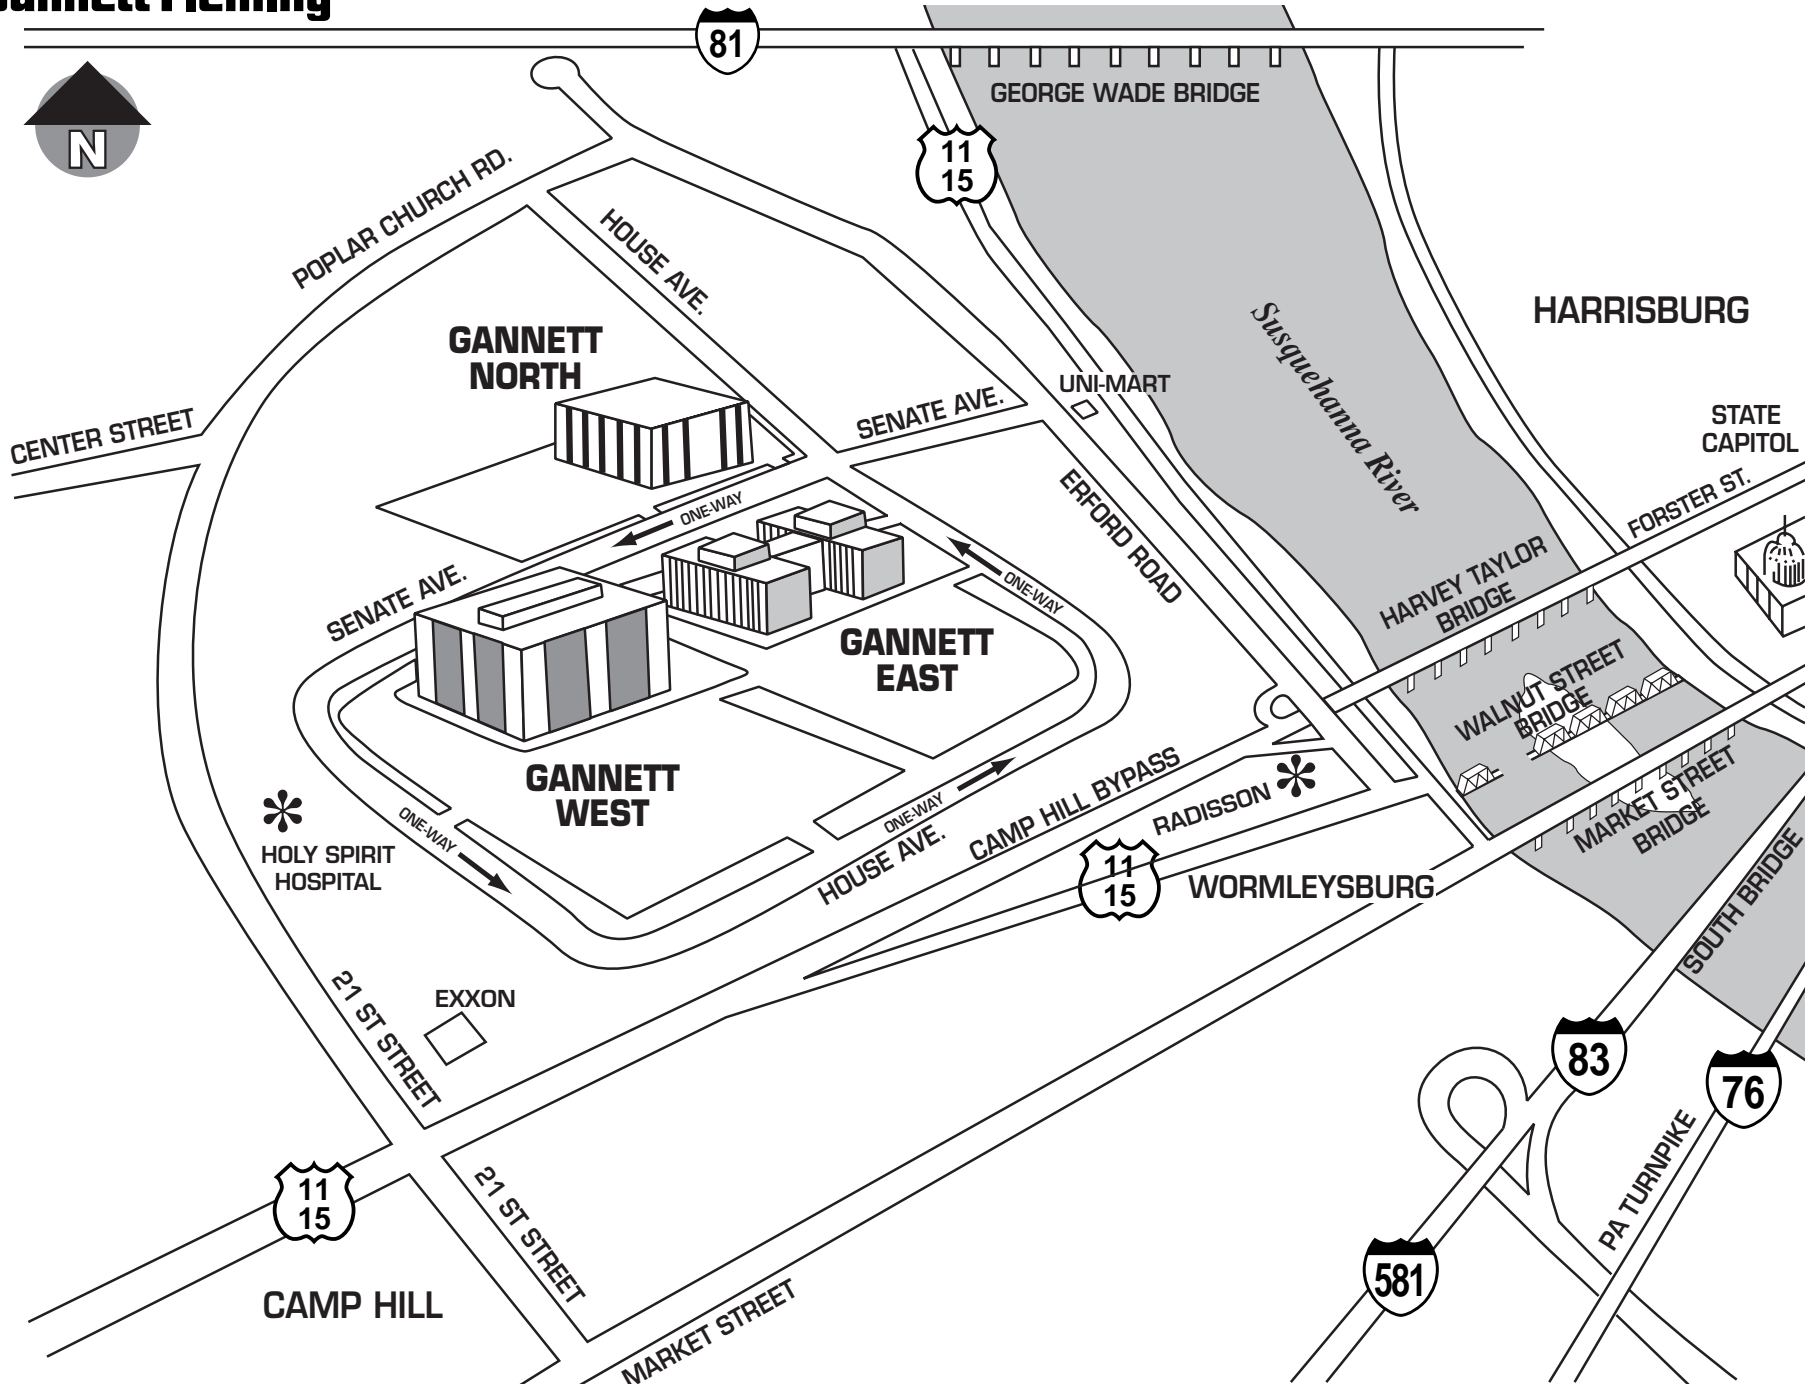 Gannett Fleming
81
GEORGE WADE BRIDGE
N
11
15
POPLAR CHURCH RD.
HOUSE AVE.
HARRISBURG
Susquehanna River
GANNETT
NORTH
UNI-MART
SENATE AVE.
STATE
CAPITOL
CENTER STREET
ERFORD ROAD
FORSTER ST.
ONE-WAY
HARVEY TAYLOR
BRIDGE
SENATE AVE.
ONE-WAY
GANNETT
EAST
WALNUT STREET
BRIDGE
GANNETT
WEST
CAMP HILL BYPASS
RADISSON
MARKET STREET
BRIDGE
ONE-WAY
ONE-WAY
HOUSE AVE.
HOLY SPIRIT
HOSPITAL
11
15
WORMLEYSBURG
SOUTH BRIDGE
21 ST STREET
EXXON
83
76
PA TURNPIKE
11
15
21 ST STREET
581
CAMP HILL
MARKET STREET